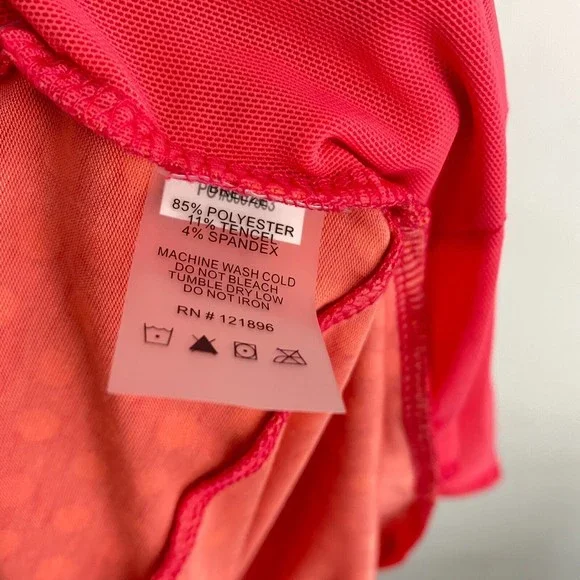 85% POLYESTER
11% TENCEL
4% SPANDEX
MACHINE WASH COLD
DO NOT BLEACH
TUMBLE DRY LOW
DO NOT IRON
RN # 121896